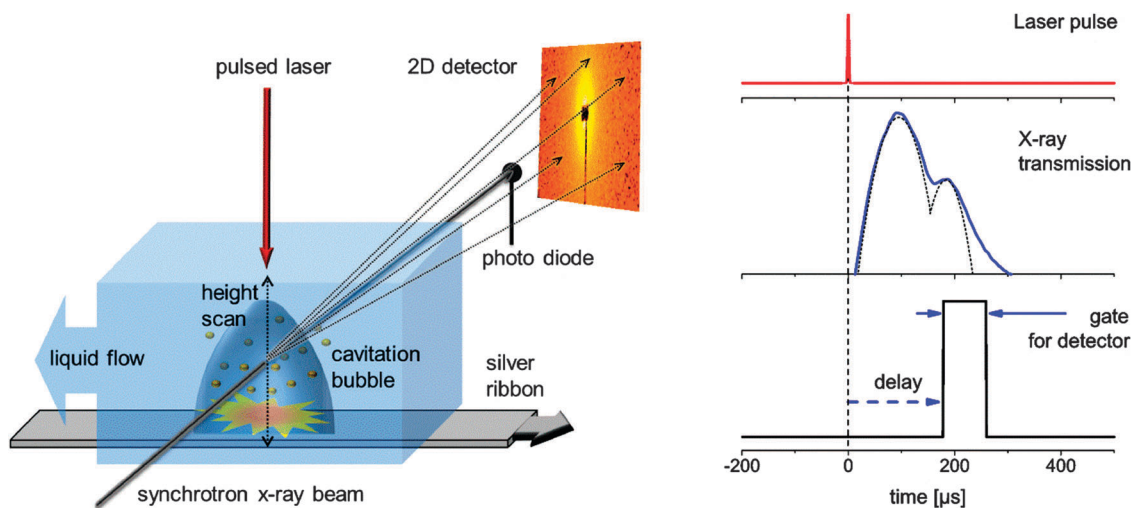 pulsed laser
2D detector
photo diode
height
scan
liquid flow
cavitation
bubble
silver
ribbon
synchrotron x-ray beam
Laser pulse
X-ray
transmission
gate
for detector
delay
-200 0 200 400
time [µs]